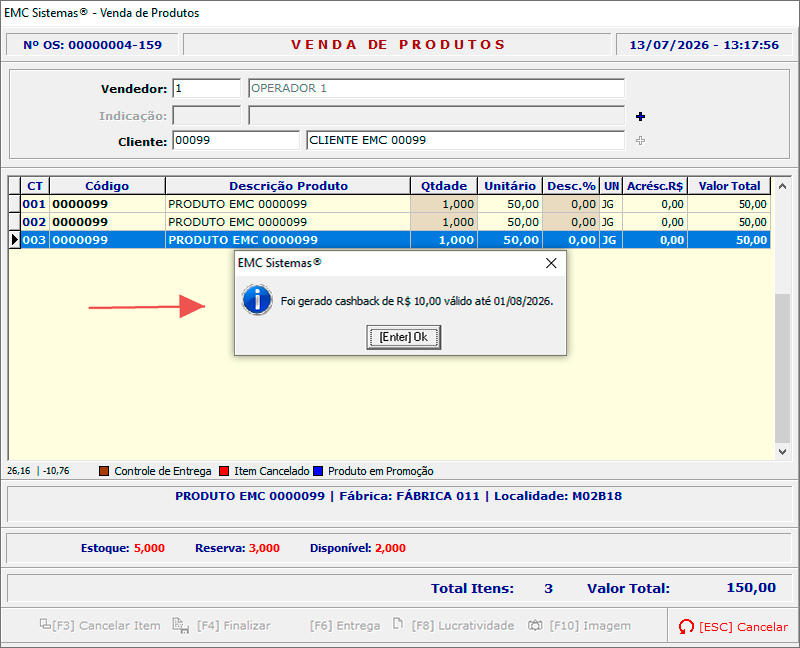 EMC Sistemas® - Venda de Produtos
Nº OS: 00000004-159 VENDA DE PRODUTOS 13/07/2026 - 13:17:56
Vendedor: 1 OPERADOR 1
Indicação:
Cliente: 00099 CLIENTE EMC 00099
CT Código Descrição Produto Qtdade Unitário Desc.% UN Acrésc.R$ Valor Total
001 0000099 PRODUTO EMC 0000099 1,000 50,00 0,00 JG 0,00 50,00
002 0000099 PRODUTO EMC 0000099 1,000 50,00 0,00 JG 0,00 50,00
003 0000099 PRODUTO EMC 0000099 1,000 50,00 0,00 JG 0,00 50,00
EMC Sistemas®
Foi gerado cashback de R$ 10,00 válido até 01/08/2026.
[Enter] Ok
26,16 | -10,76 Controle de Entrega Item Cancelado Produto em Promoção
PRODUTO EMC 0000099 | Fábrica: FÁBRICA 011 | Localidade: M02B18
Estoque: 5,000 Reserva: 3,000 Disponível: 2,000
Total Itens: 3 Valor Total: 150,00
[F3] Cancelar Item [F4] Finalizar [F6] Entrega [F8] Lucratividade [F10] Imagem [ESC] Cancelar